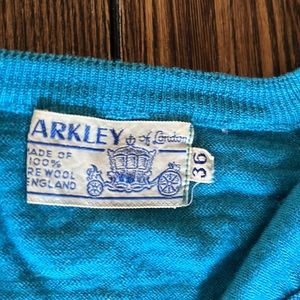 ARKLEY of London
MADE OF
100%
RE WOOL
ENGLAND
36